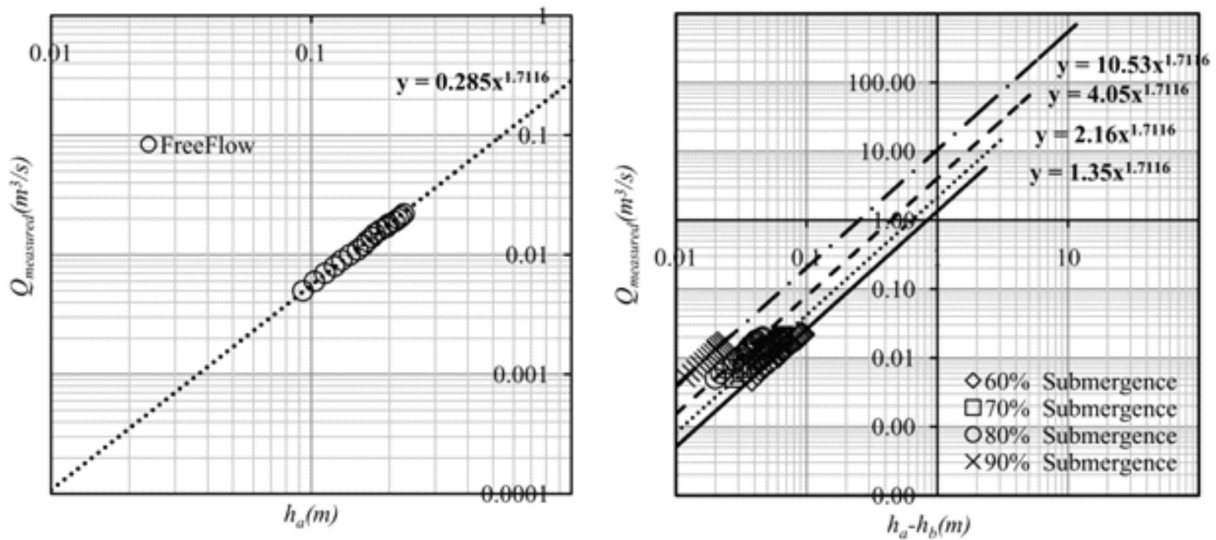 1
0.01
0.1
y = 0.285x^1.7116
0.1
FreeFlow
Q_measured(m³/s)
0.01
0.001
0.0001
h_a(m)
y = 10.53x^1.7116
100.00
y = 4.05x^1.7116
y = 2.16x^1.7116
10.00
y = 1.35x^1.7116
1.00
0.01
0.1
10
Q_measured(m³/s)
0.10
0.01
60% Submergence
70% Submergence
0.00
80% Submergence
90% Submergence
0.00
h_a-h_b(m)